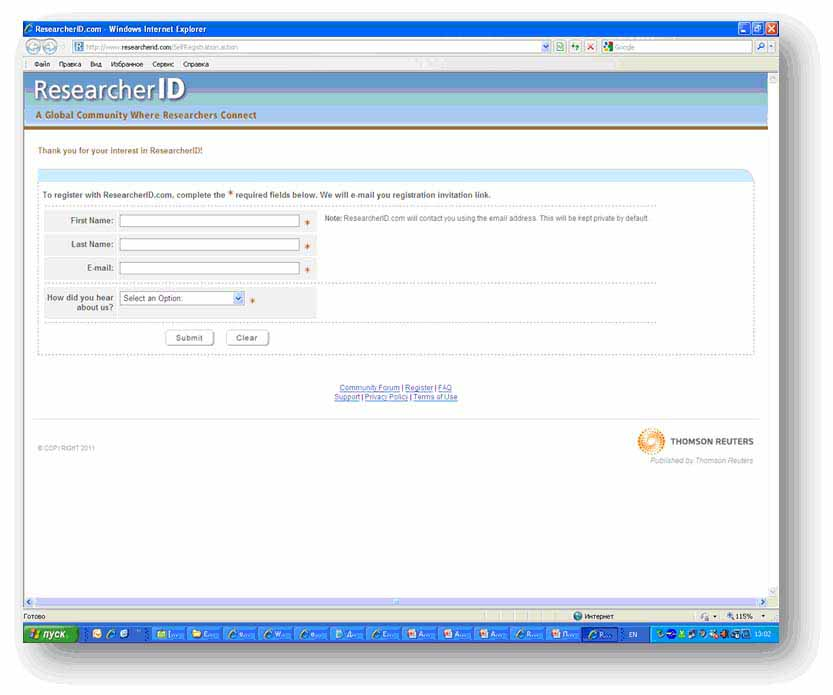 ResearcherID.com - Windows Internet Explorer
http://www.researcherid.com/SelfRegistration.action
Google
Файл Правка Вид Избранное Сервис Справка
ResearcherID
A Global Community Where Researchers Connect
Thank you for your interest in ResearcherID!
To register with ResearcherID.com, complete the * required fields below. We will e-mail you registration invitation link.
First Name: *
Note: ResearcherID.com will contact you using the email address. This will be kept private by default.
Last Name: *
E-mail: *
How did you hear
about us?
Select an Option: *
Submit Clear
Community Forum | Register | FAQ
Support | Privacy Policy | Terms of Use
THOMSON REUTERS
© COPYRIGHT 2011
Published by Thomson Reuters
Готово Интернет 115%
пуск EN 13:02